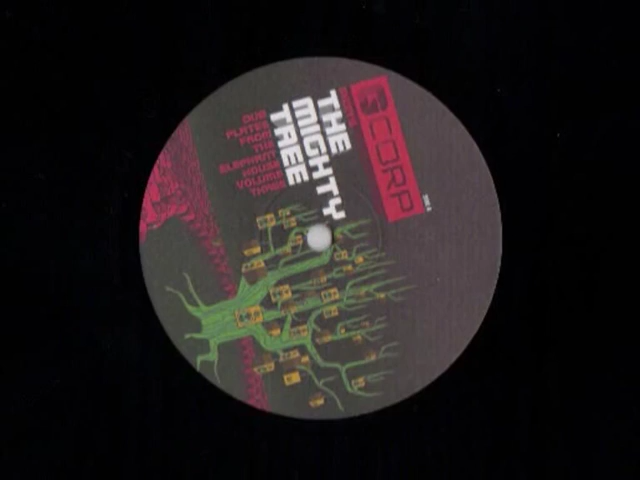 CORP
THE
MIGHTY
TREE
DUB
PLATES
FROM
THE
ELEPHANT
HOUSE
VOLUME
THREE